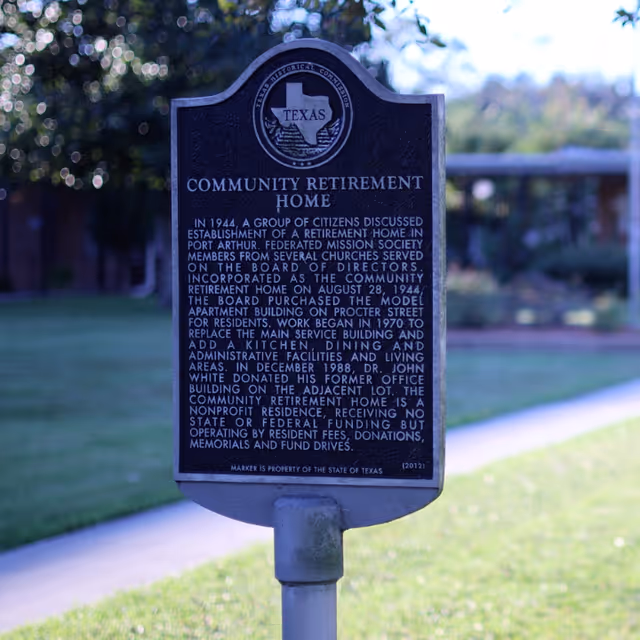 TEXAS HISTORICAL COMMISSION
TEXAS
COMMUNITY RETIREMENT
HOME
IN 1944, A GROUP OF CITIZENS DISCUSSED
ESTABLISHMENT OF A RETIREMENT HOME IN
PORT ARTHUR. FEDERATED MISSION SOCIETY
MEMBERS FROM SEVERAL CHURCHES SERVED
ON THE BOARD OF DIRECTORS,
INCORPORATED AS THE COMMUNITY
RETIREMENT HOME ON AUGUST 28, 1944.
THE BOARD PURCHASED THE MODEL
APARTMENT BUILDING ON PROCTER STREET
FOR RESIDENTS. WORK BEGAN IN 1970 TO
REPLACE THE MAIN SERVICE BUILDING AND
ADD A KITCHEN, DINING AND
ADMINISTRATIVE FACILITIES AND LIVING
AREAS. IN DECEMBER 1988, DR. JOHN
WHITE DONATED HIS FORMER OFFICE
BUILDING ON THE ADJACENT LOT. THE
COMMUNITY RETIREMENT HOME IS A
NONPROFIT RESIDENCE, RECEIVING NO
STATE OR FEDERAL FUNDING BUT
OPERATING BY RESIDENT FEES, DONATIONS,
MEMORIALS AND FUND DRIVES.
(2012)
MARKER IS PROPERTY OF THE STATE OF TEXAS